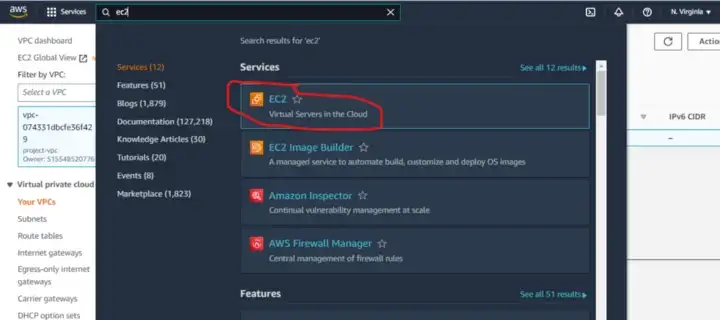 aws
Services
ec2
N. Virginia
VPC dashboard
EC2 Global View
Filter by VPC:
Select a VPC
vpc-
074331dbcfe36f42
9
project-vpc
Owner: 515548520776
Virtual private cloud
Your VPCs
Subnets
Route tables
Internet gateways
Egress-only internet
gateways
Carrier gateways
DHCP option sets
Search results for 'ec2'
Services (12)
Features (51)
Blogs (1,879)
Documentation (127,218)
Knowledge Articles (30)
Tutorials (20)
Events (8)
Marketplace (1,823)
Services
See all 12 results
EC2
Virtual Servers in the Cloud
EC2 Image Builder
A managed service to automate build, customize and deploy OS images
Amazon Inspector
Continual vulnerability management at scale
AWS Firewall Manager
Central management of firewall rules
Features
See all 51 results
Actio
IPv6 CIDR
–